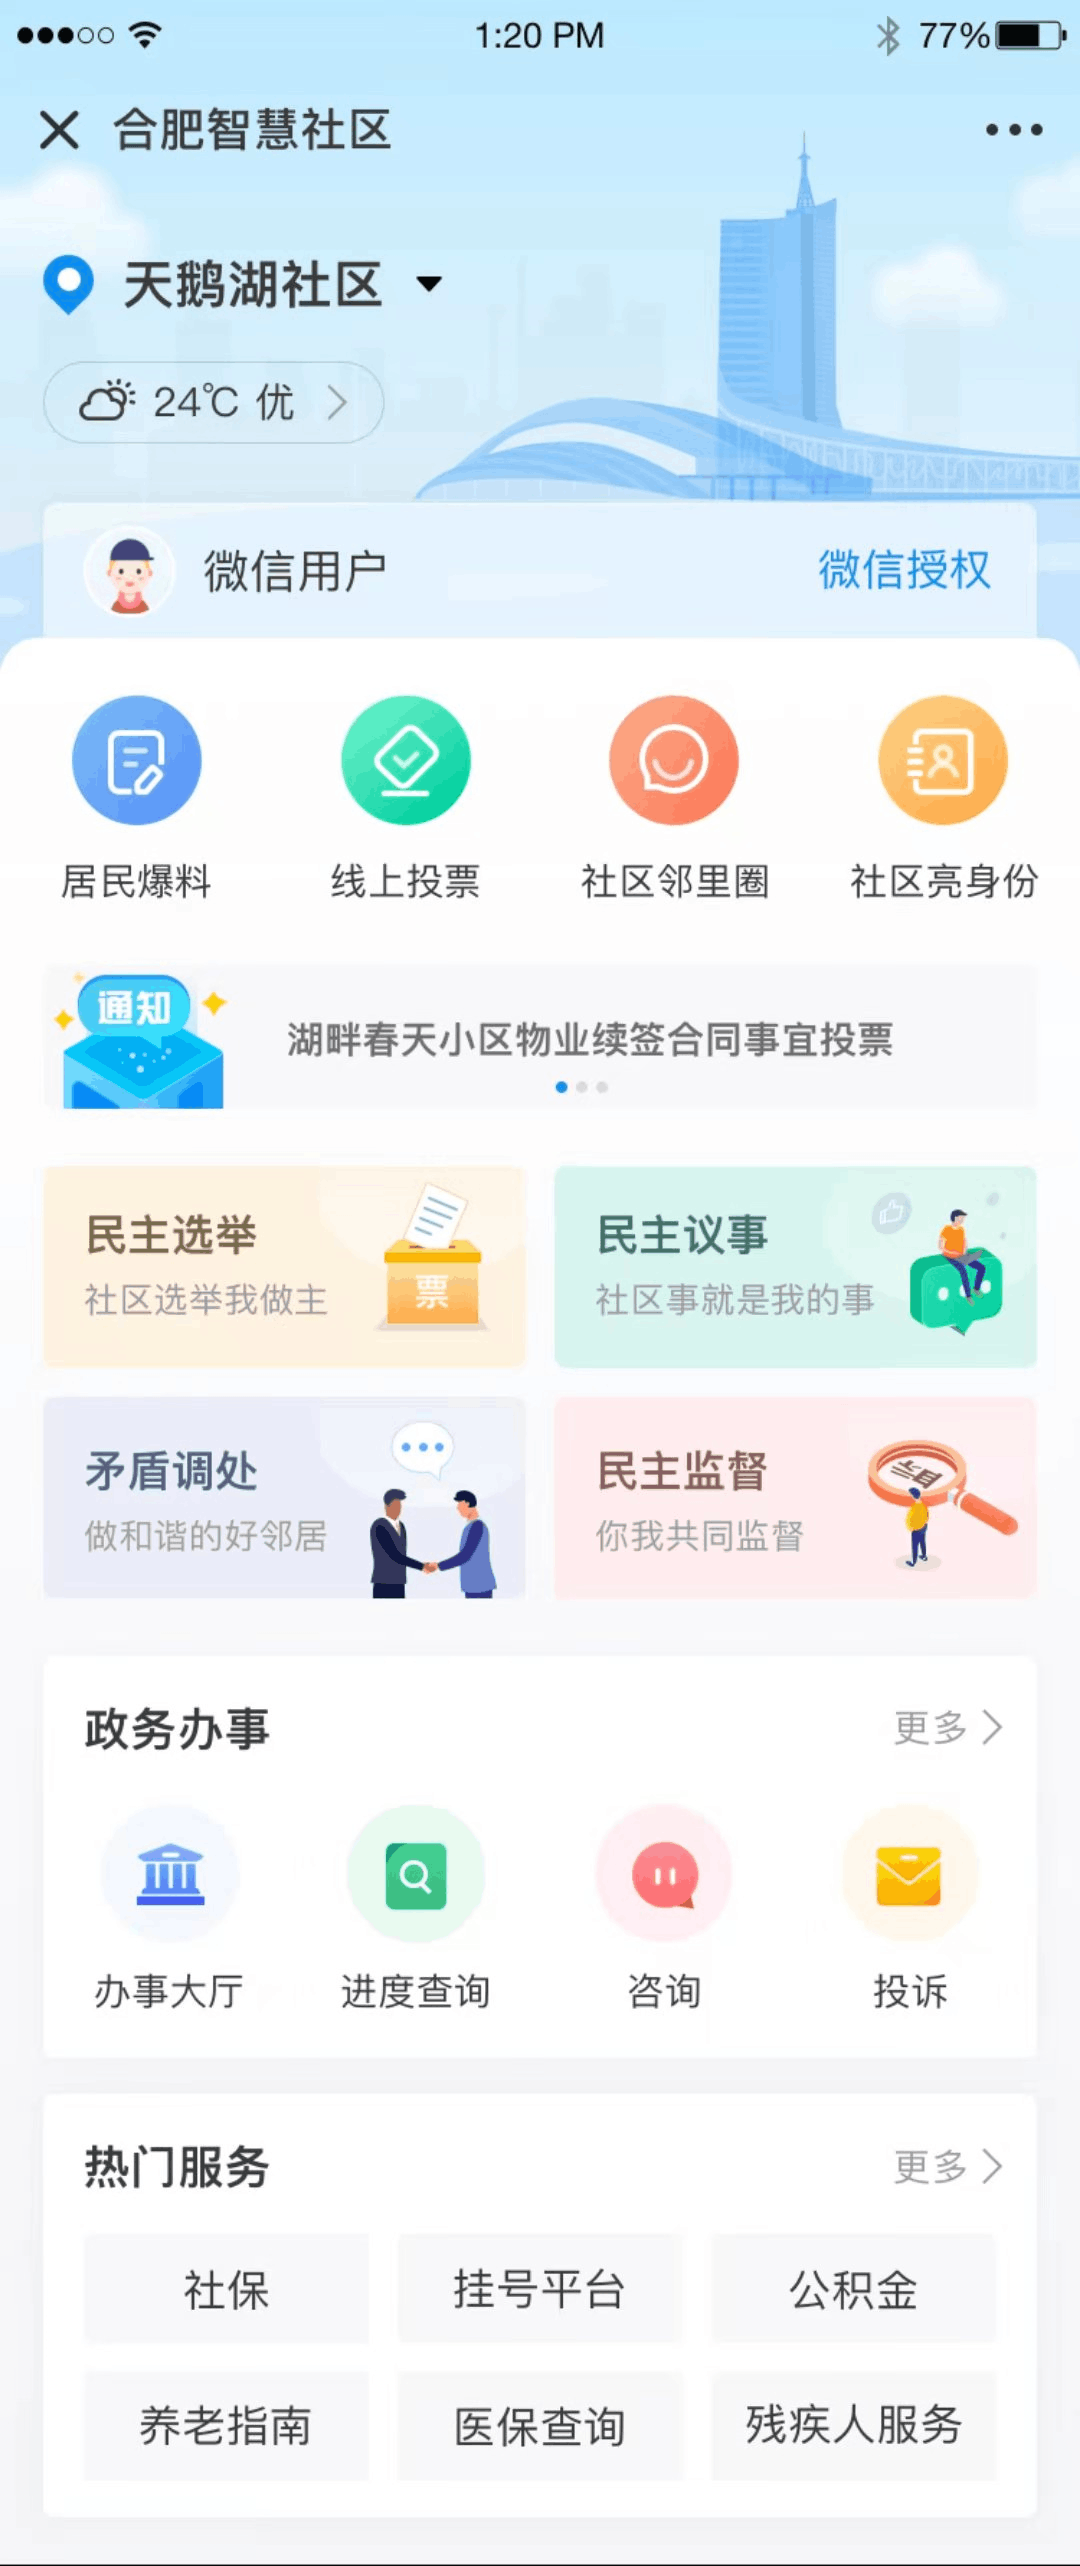 1:20 PM 77%
合肥智慧社区
天鹅湖社区
24℃ 优
微信用户 微信授权
居民爆料 线上投票 社区邻里圈 社区亮身份
通知
湖畔春天小区物业续签合同事宜投票
民主选举 民主议事
社区选举我做主 社区事就是我的事
票
矛盾调处 民主监督
做和谐的好邻居 你我共同监督
政务办事 更多
办事大厅 进度查询 咨询 投诉
热门服务 更多
社保 挂号平台 公积金
养老指南 医保查询 残疾人服务